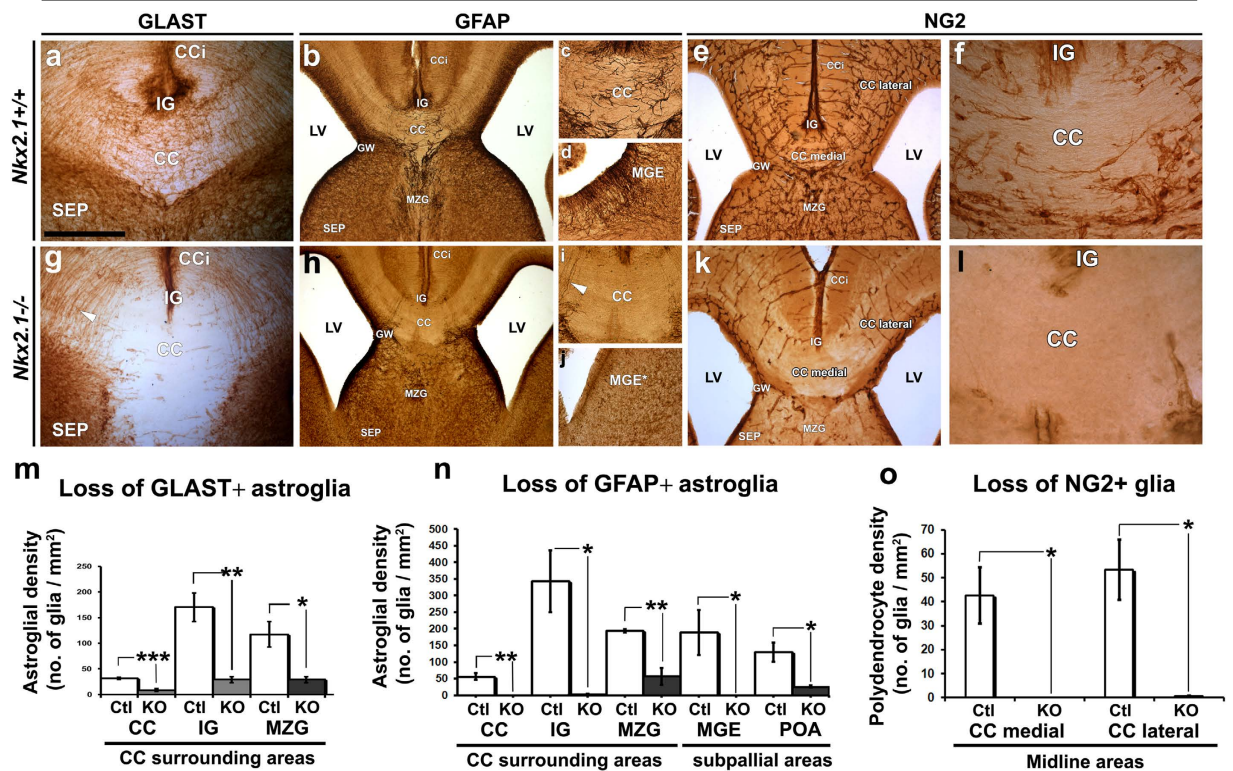 GLAST GFAP NG2
Nkx2.1+/+
a CCi IG CC SEP
b CCi IG CC LV LV GW MZG SEP
c CC
d MGE
e CCi CC lateral IG LV LV CC medial GW MZG SEP
f IG CC
Nkx2.1-/-
g CCi IG CC SEP
h CCi IG CC LV LV GW MZG SEP
i CC
j MGE*
k CCi CC lateral IG CC medial LV LV GW MZG SEP
l IG CC
m
Loss of GLAST+ astroglia
Astroglial density
(no. of glia / mm²)
250
200
150
100
50
0
*** ** *
Ctl KO Ctl KO Ctl KO
CC IG MZG
CC surrounding areas
n
Loss of GFAP+ astroglia
Astroglial density
(no. of glia / mm²)
500
450
400
350
300
250
200
150
100
50
0
** * ** * *
Ctl KO Ctl KO Ctl KO Ctl KO Ctl KO
CC IG MZG MGE POA
CC surrounding areas subpallial areas
o
Loss of NG2+ glia
Polydendrocyte density
(no. of glia / mm²)
70
60
50
40
30
20
10
0
* *
Ctl KO Ctl KO
CC medial CC lateral
Midline areas